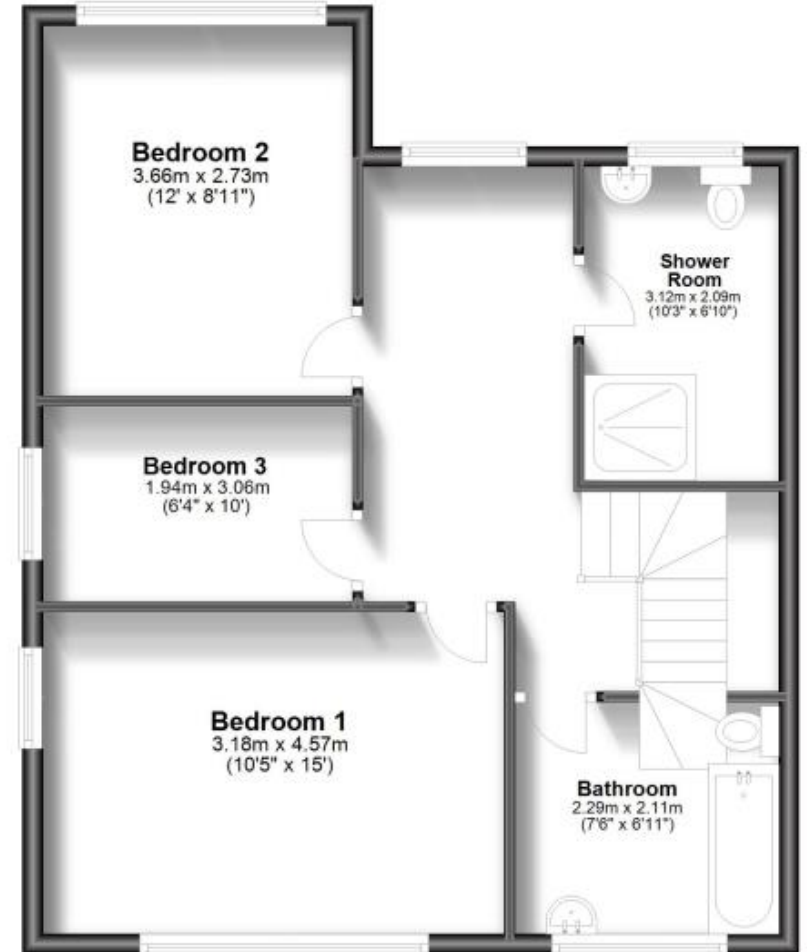 Bedroom 2
3.66m x 2.73m
(12' x 8'11")
Shower
Room
3.12m x 2.09m
(10'3" x 6'10")
Bedroom 3
1.94m x 3.06m
(6'4" x 10')
Bedroom 1
3.18m x 4.57m
(10'5" x 15')
Bathroom
2.29m x 2.11m
(7'6" x 6'11")